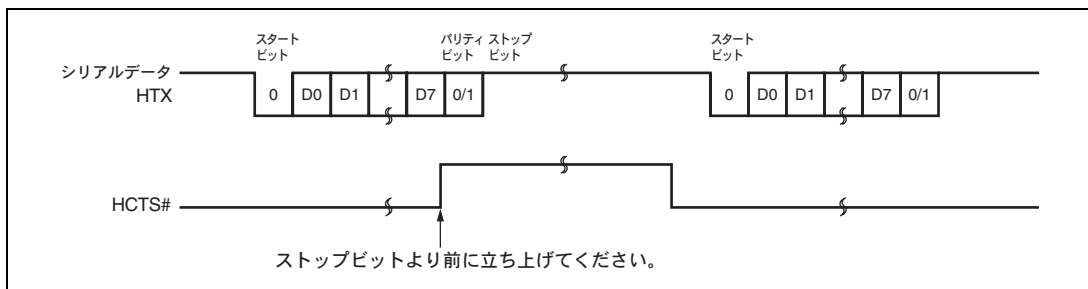 スタート
ビット
パリティ ストップ
ビット ビット
スタート
ビット
シリアルデータ
HTX
0 D0 D1 D7 0/1 0 D0 D1 D7 0/1
HCTS#
ストップビットより前に立ち上げてください。